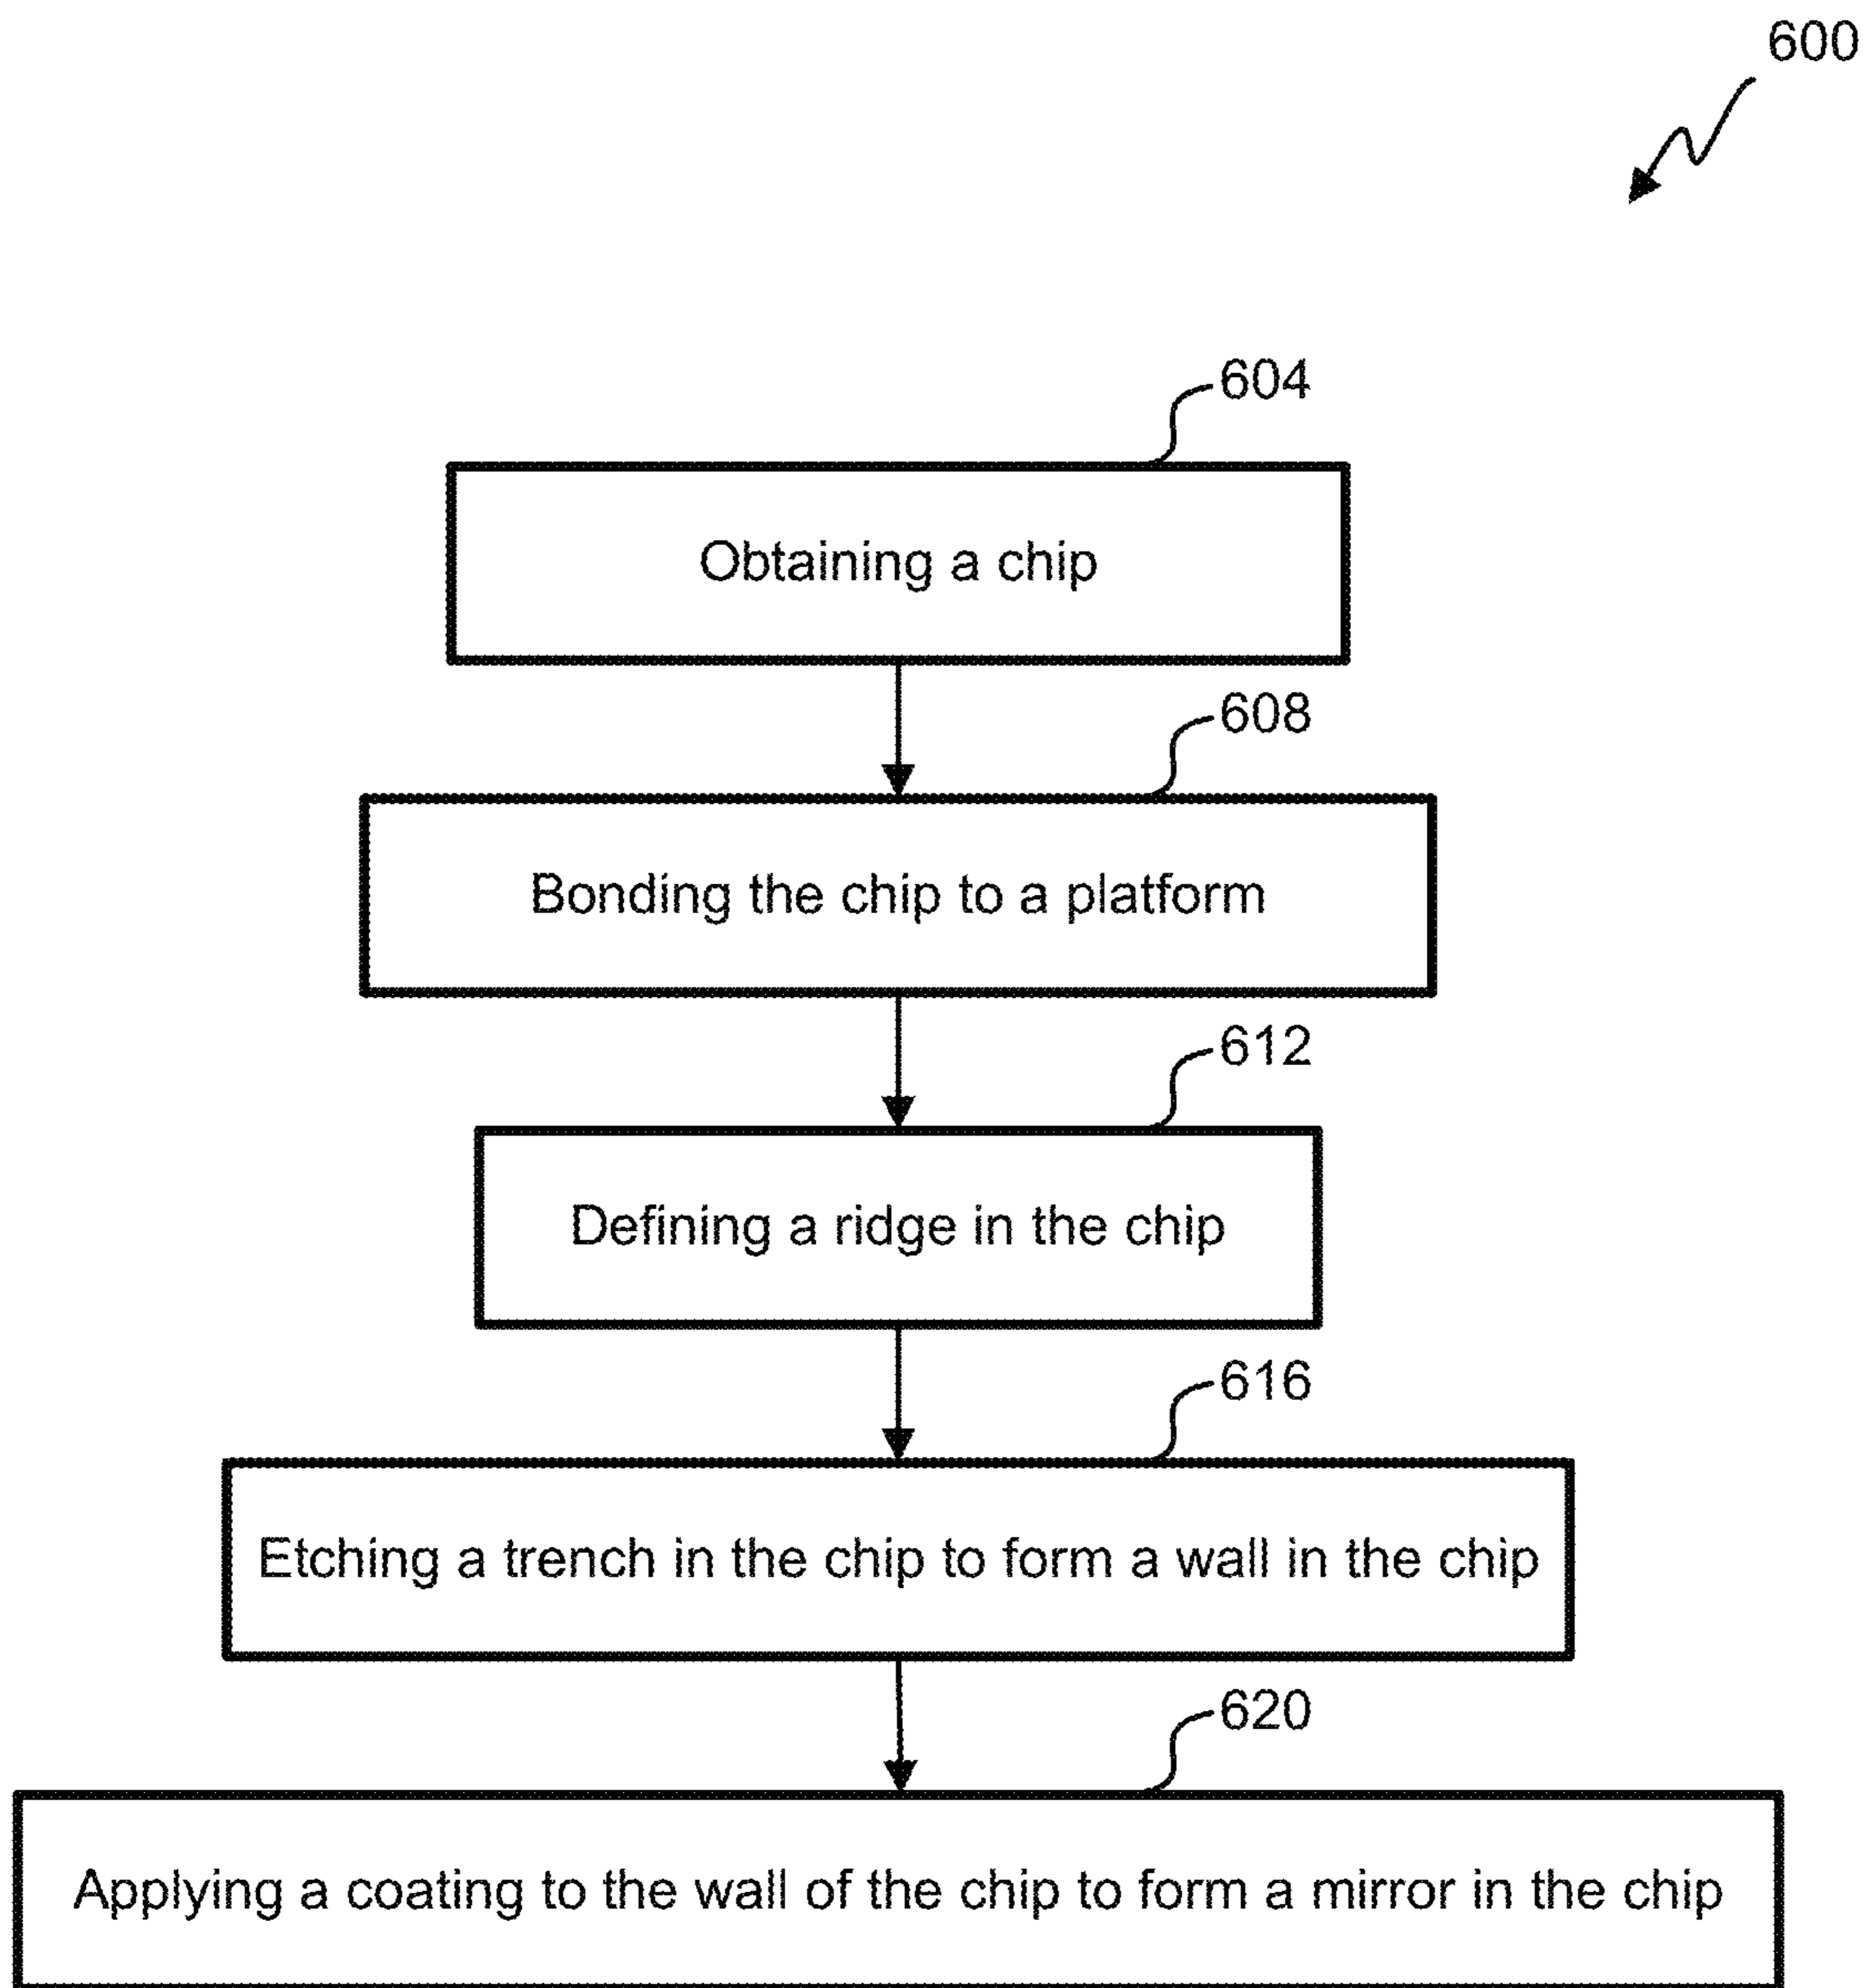 600
604
Obtaining a chip
608
Bonding the chip to a platform
612
Defining a ridge in the chip
616
Etching a trench in the chip to form a wall in the chip
620
Applying a coating to the wall of the chip to form a mirror in the chip